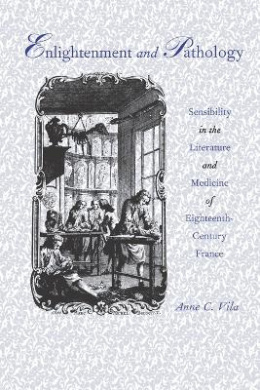 Enlightenment and Pathology
Sensibility
in the
Literature
and
Medicine
of
Eighteenth-
Century
France
Anne C. Vila